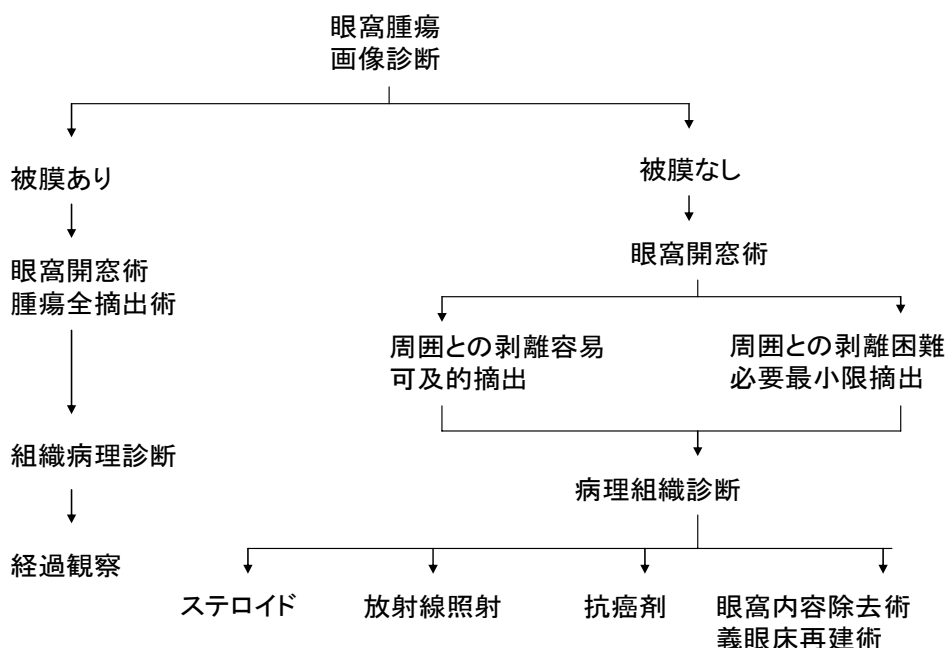 眼窩腫瘍
画像診断
被膜あり
被膜なし
眼窩開窓術
腫瘍全摘出術
眼窩開窓術
周囲との剥離容易
可及的摘出
周囲との剥離困難
必要最小限摘出
組織病理診断
病理組織診断
経過観察
ステロイド
放射線照射
抗癌剤
眼窩内容除去術
義眼床再建術